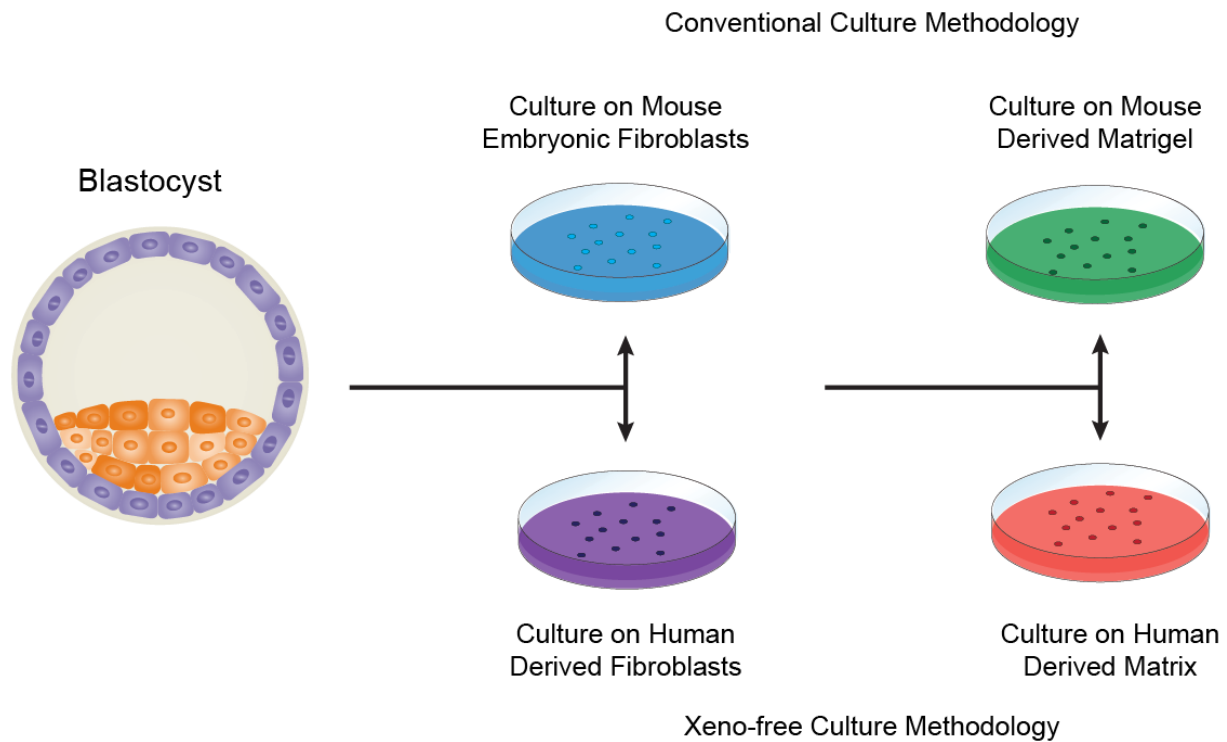 Conventional Culture Methodology
Culture on Mouse
Embryonic Fibroblasts
Culture on Mouse
Derived Matrigel
Blastocyst
Culture on Human
Derived Fibroblasts
Culture on Human
Derived Matrix
Xeno-free Culture Methodology